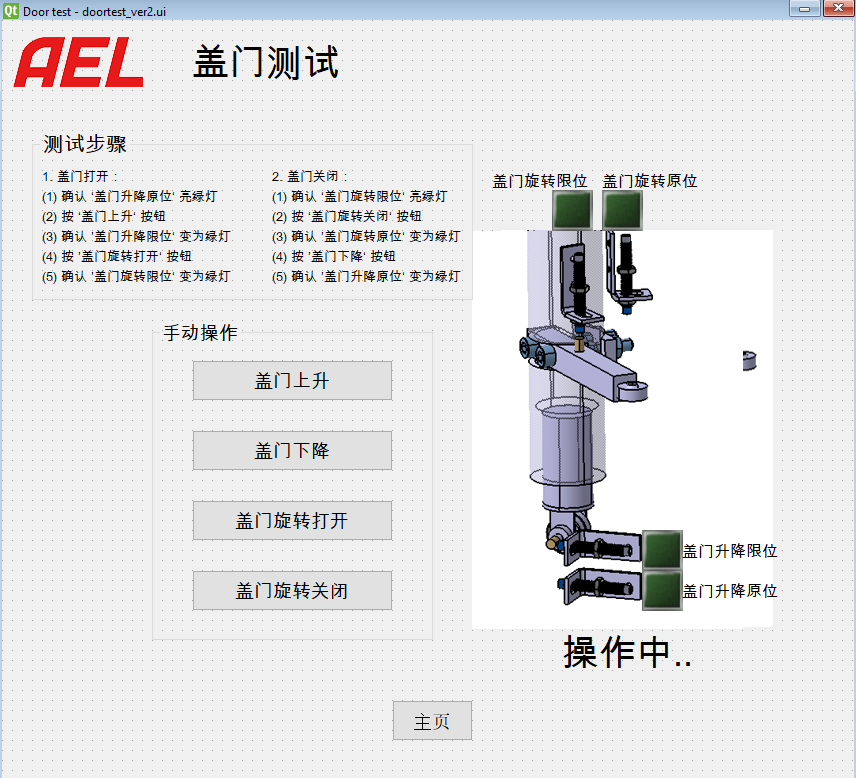 Door test - doortest_ver2.ui
AEL
盖门测试
测试步骤
1. 盖门打开 :
(1) 确认 '盖门升降原位' 亮绿灯
(2) 按 '盖门上升' 按钮
(3) 确认 '盖门升降限位' 变为绿灯
(4) 按 '盖门旋转打开' 按钮
(5) 确认 '盖门旋转限位' 变为绿灯
2. 盖门关闭 :
(1) 确认 '盖门旋转限位' 亮绿灯
(2) 按 '盖门旋转关闭' 按钮
(3) 确认 '盖门旋转原位' 变为绿灯
(4) 按 '盖门下降' 按钮
(5) 确认 '盖门升降原位' 变为绿灯
盖门旋转限位
盖门旋转原位
手动操作
盖门上升
盖门下降
盖门旋转打开
盖门旋转关闭
盖门升降限位
盖门升降原位
操作中..
主页